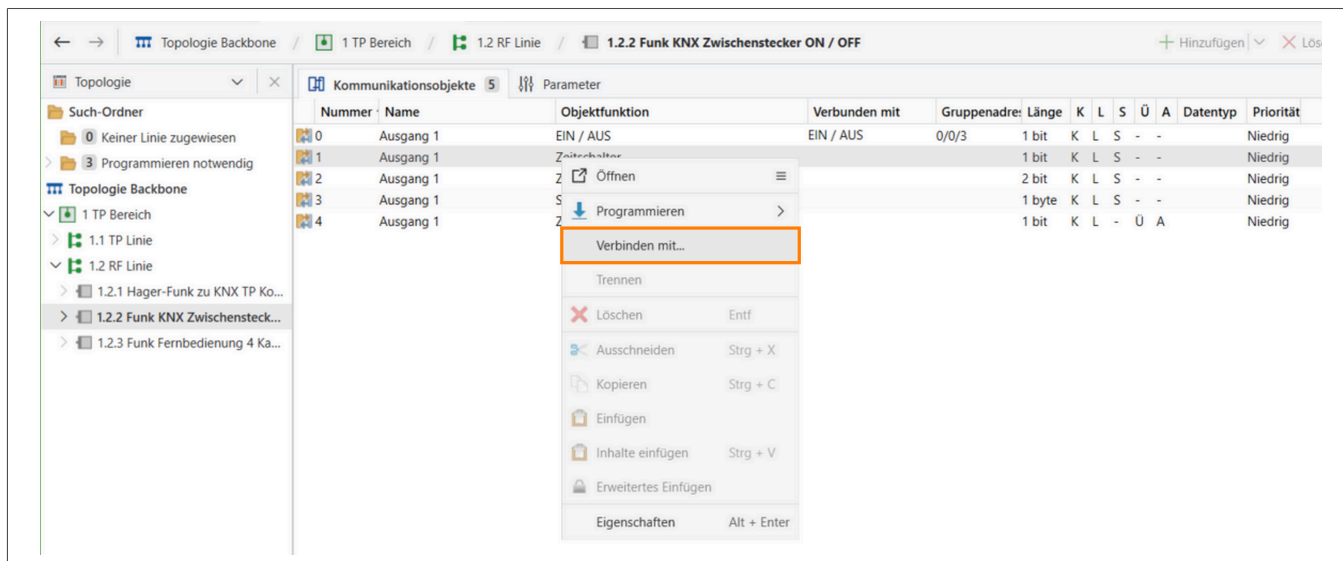 Topologie Backbone / 1 TP Bereich / 1.2 RF Linie / 1.2.2 Funk KNX Zwischenstecker ON / OFF Hinzufügen Lös
Topologie
Kommunikationsobjekte 5 Parameter
Such-Ordner
0 Keiner Linie zugewiesen
3 Programmieren notwendig
Topologie Backbone
1 TP Bereich
1.1 TP Linie
1.2 RF Linie
1.2.1 Hager-Funk zu KNX TP Ko...
1.2.2 Funk KNX Zwischensteck...
1.2.3 Funk Fernbedienung 4 Ka...
Nummer Name Objektfunktion Verbunden mit Gruppenadres Länge K L S Ü A Datentyp Priorität
0 Ausgang 1 EIN / AUS EIN / AUS 0/0/3 1 bit K L S - - Niedrig
1 Ausgang 1 Zeitschalter 1 bit K L S - - Niedrig
2 Ausgang 1 Z 2 bit K L S - - Niedrig
3 Ausgang 1 S 1 byte K L S - - Niedrig
4 Ausgang 1 Z 1 bit K L - Ü A Niedrig
Öffnen
Programmieren
Verbinden mit...
Trennen
Löschen Entf
Ausschneiden Strg + X
Kopieren Strg + C
Einfügen
Inhalte einfügen Strg + V
Erweitertes Einfügen
Eigenschaften Alt + Enter